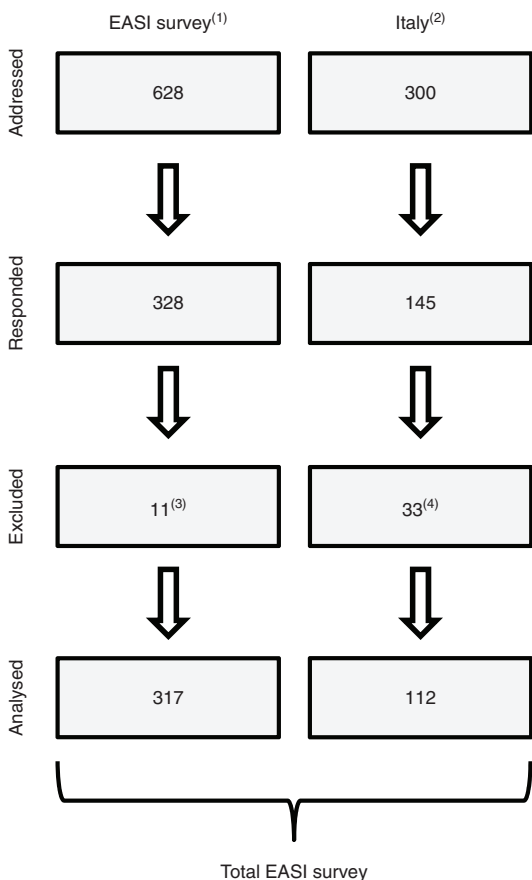 EASI survey(1) Italy(2)
Addressed 628 300
Responded 328 145
Excluded 11(3) 33(4)
Analysed 317 112
Total EASI survey